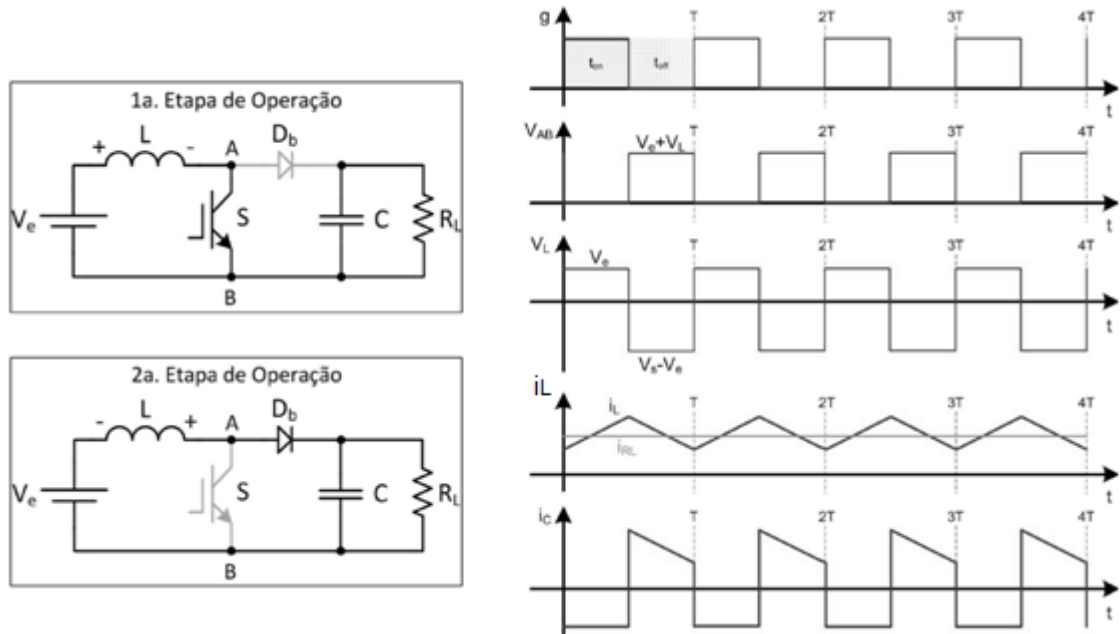 1a. Etapa de Operação
L
A
D_b
+
-
V_e
S
C
R_L
B
2a. Etapa de Operação
L
A
D_b
-
+
V_e
S
C
R_L
B
g
T
2T
3T
4T
t_on
t_off
t
V_AB
V_e+V_L
T
2T
3T
4T
t
V_L
V_e
T
2T
3T
4T
t
V_s-V_e
iL
i_L
T
2T
3T
4T
i_RL
t
i_C
T
2T
3T
4T
t